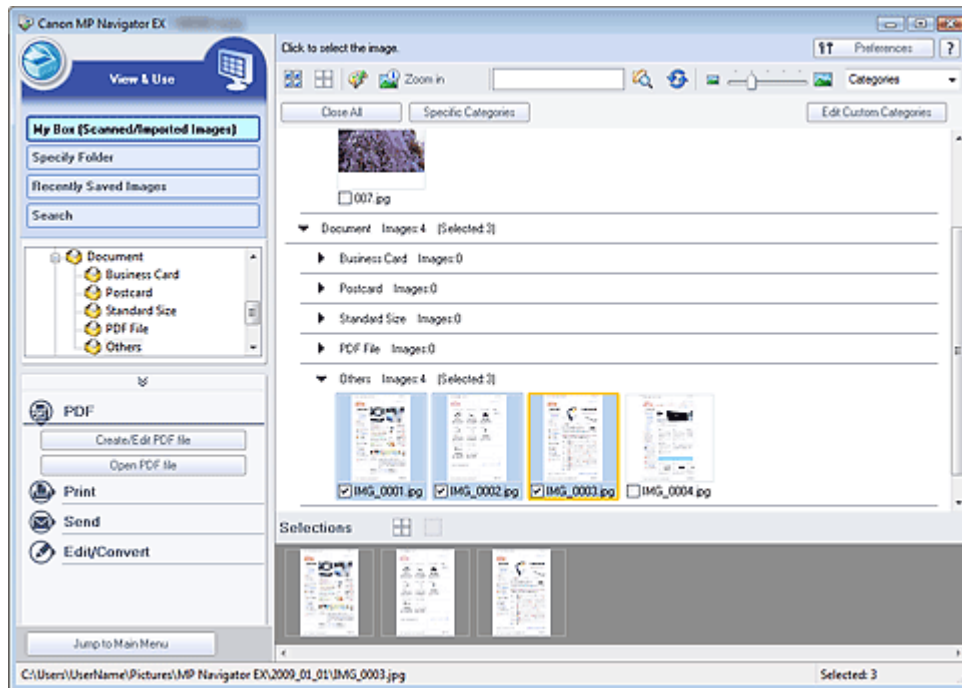 Canon MP Navigator EX
Click to select the image.
Preferences
?
View & Use
Zoom in
Categories
Close All
Specific Categories
Edit Custom Categories
My Box (Scanned/Imported Images)
Specify Folder
Recently Saved Images
Search
007.jpg
Document Images:4 (Selected:3)
Business Card Images:0
Postcard Images:0
Standard Size Images:0
PDF File Images:0
Others Images:4 (Selected:3)
Document
Business Card
Postcard
Standard Size
PDF File
Others
IMG_0001.jpg
IMG_0002.jpg
IMG_0003.jpg
IMG_0004.jpg
PDF
Create/Edit PDF file
Open PDF file
Print
Send
Edit/Convert
Selections
Jump to Main Menu
C:\Users\UserName\Pictures\MP Navigator EX\2009_01_01\IMG_0003.jpg
Selected: 3